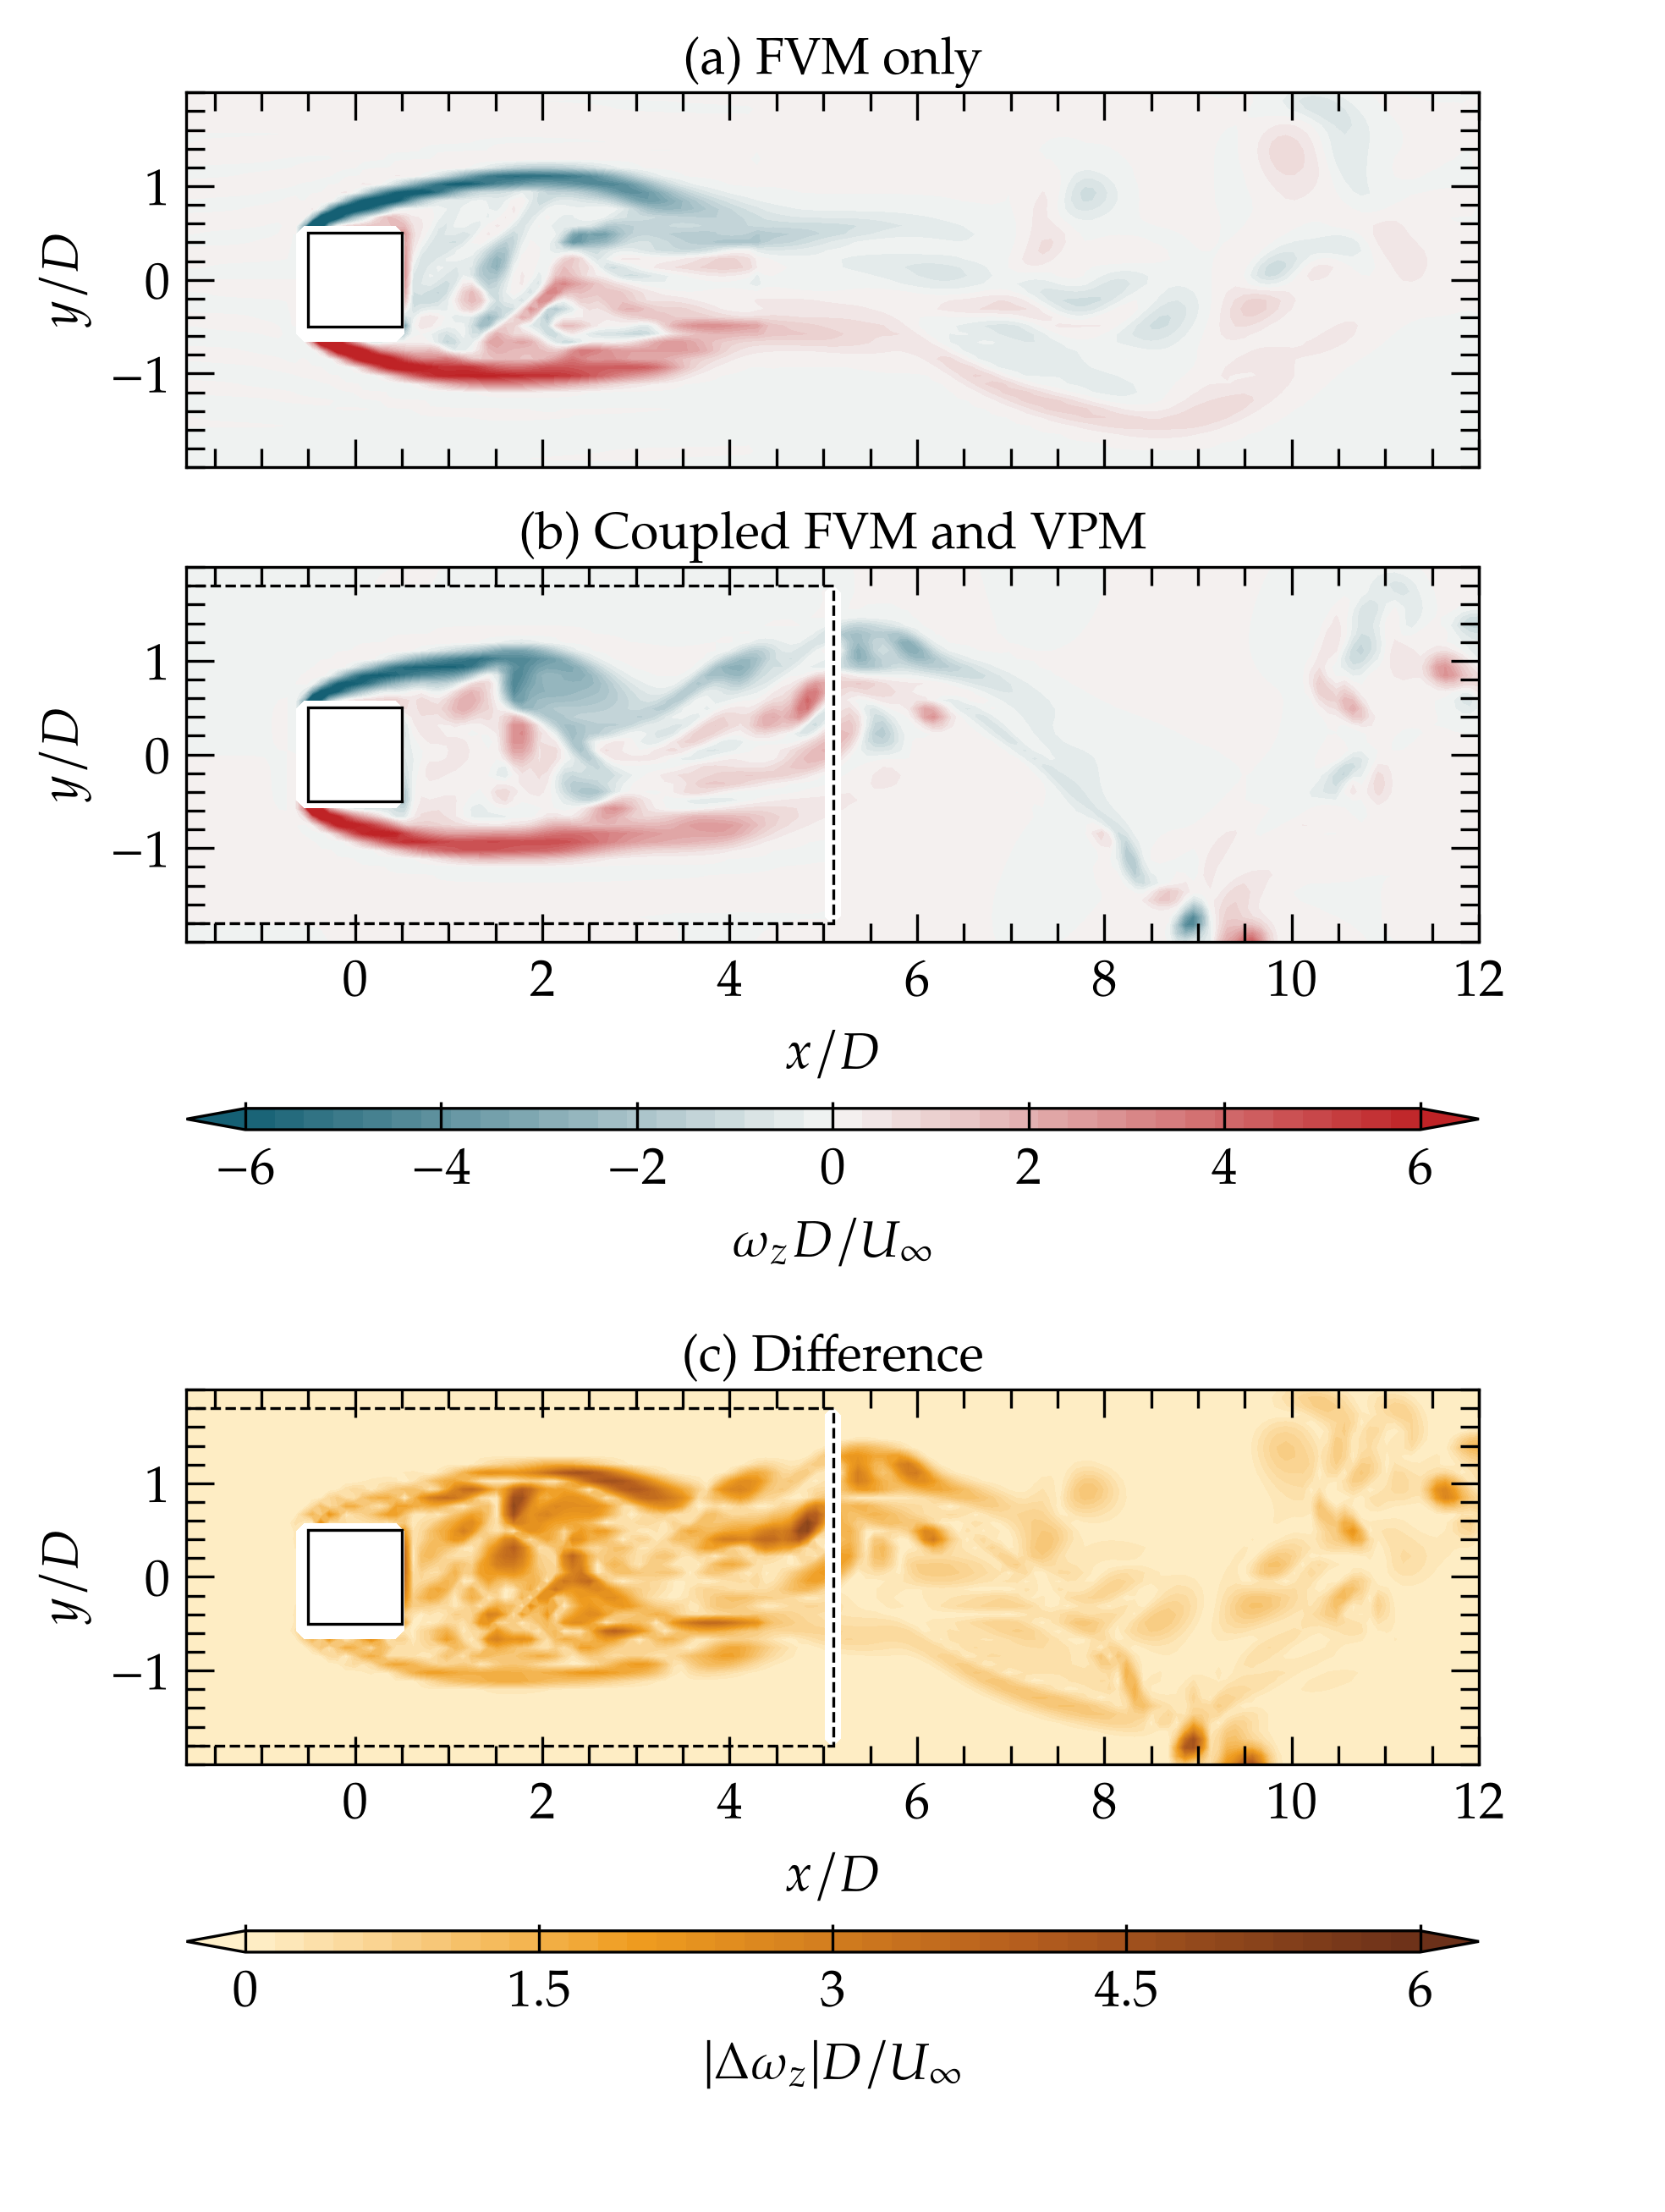 (a) FVM only
1
0
−1
y/D
(b) Coupled FVM and VPM
1
0
−1
y/D
0 2 4 6 8 10 12
x/D
−6 −4 −2 0 2 4 6
ω_z D/U_∞
(c) Difference
1
0
−1
y/D
0 2 4 6 8 10 12
x/D
0 1.5 3 4.5 6
|Δω_z|D/U_∞